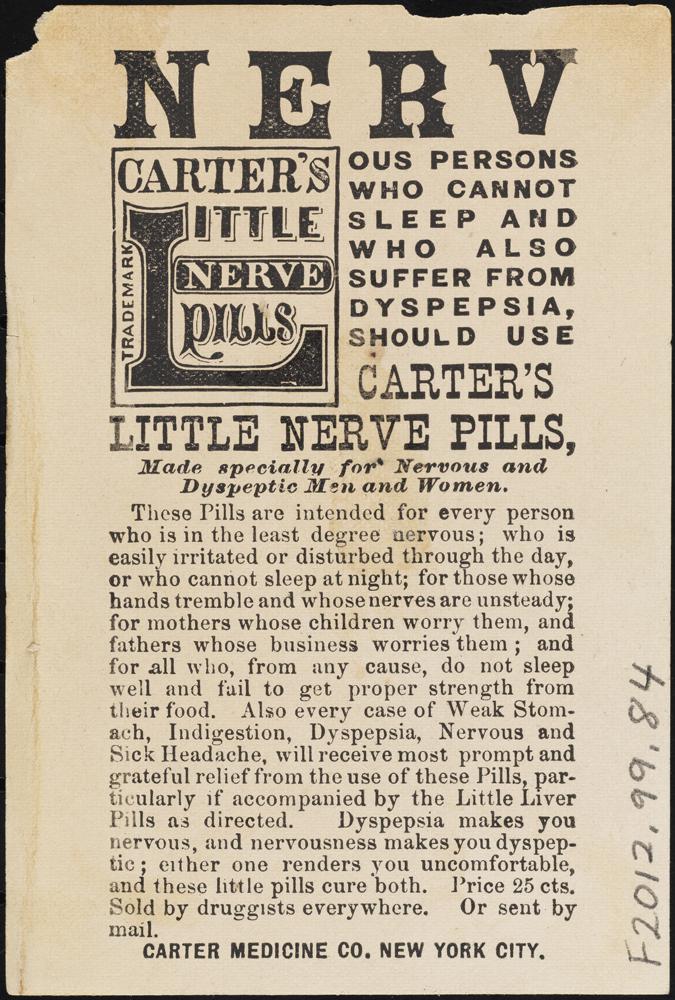 NERV
CARTER'S
LITTLE
NERVE
PILLS
TRADEMARK
OUS PERSONS
WHO CANNOT
SLEEP AND
WHO ALSO
SUFFER FROM
DYSPEPSIA,
SHOULD USE
CARTER'S
LITTLE NERVE PILLS,
Made specially for Nervous and
Dyspeptic Men and Women.
These Pills are intended for every person
who is in the least degree nervous; who is
easily irritated or disturbed through the day,
or who cannot sleep at night; for those whose
hands tremble and whose nerves are unsteady;
for mothers whose children worry them, and
fathers whose business worries them; and
for all who, from any cause, do not sleep
well and fail to get proper strength from
their food. Also every case of Weak Stom-
ach, Indigestion, Dyspepsia, Nervous and
Sick Headache, will receive most prompt and
grateful relief from the use of these Pills, par-
ticularly if accompanied by the Little Liver
Pills as directed. Dyspepsia makes you
nervous, and nervousness makes you dyspep-
tic; either one renders you uncomfortable,
and these little pills cure both. Price 25 cts.
Sold by druggists everywhere. Or sent by
mail.
CARTER MEDICINE CO. NEW YORK CITY.
F2012.99.84